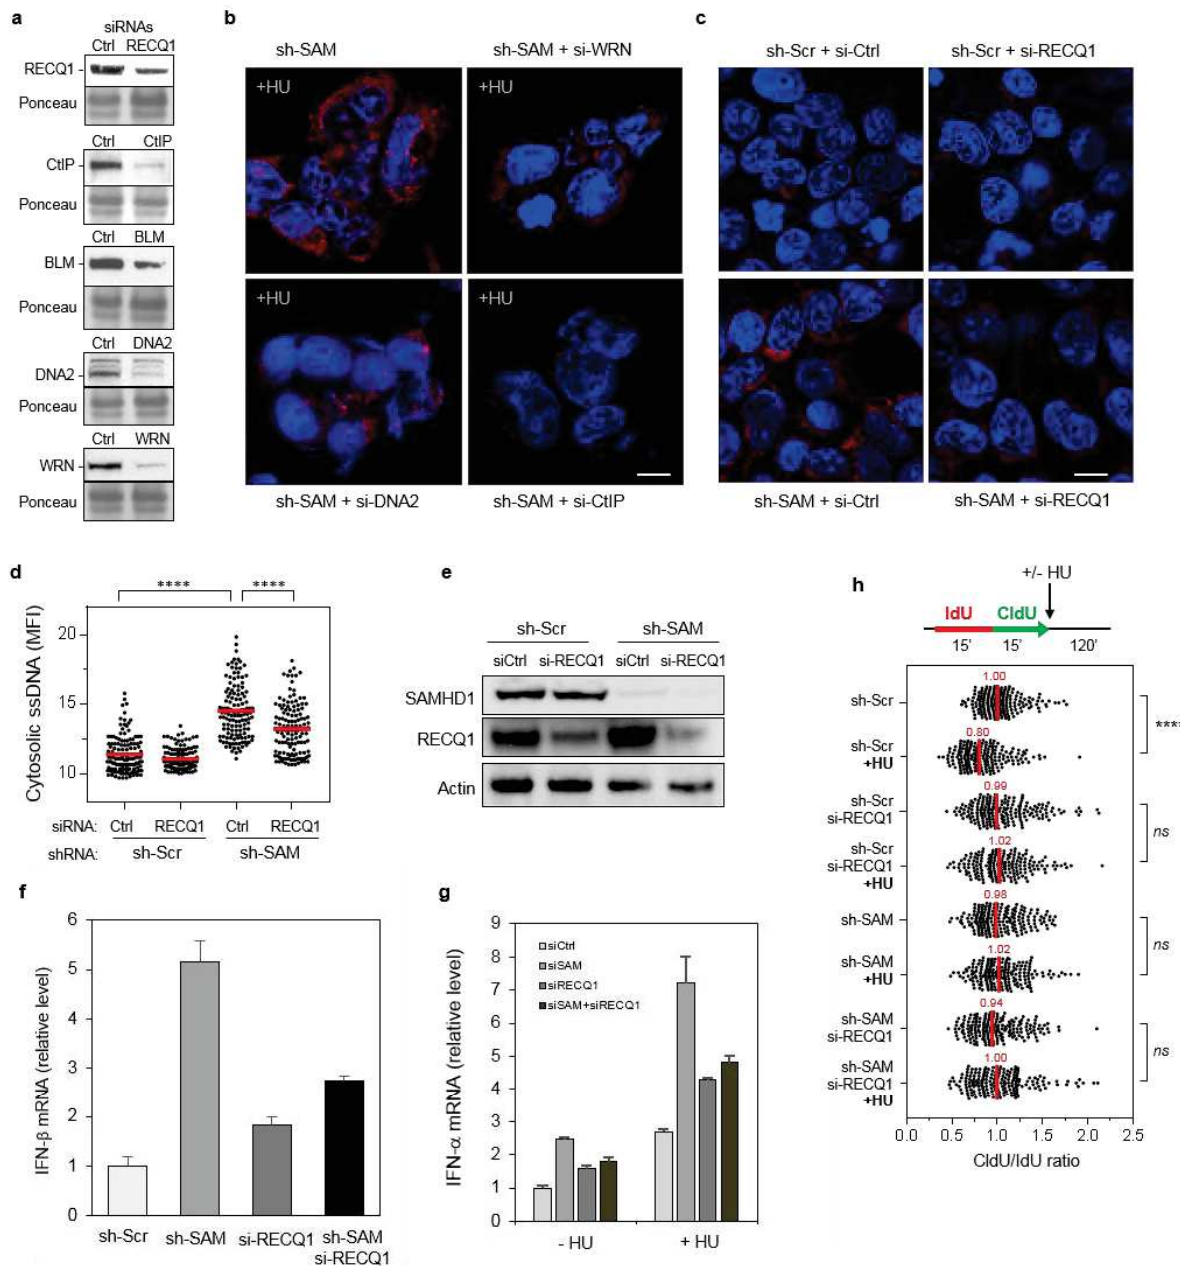 a
siRNAs
Ctrl RECQ1
RECQ1
Ponceau
Ctrl CtIP
CtIP
Ponceau
Ctrl BLM
BLM
Ponceau
Ctrl DNA2
DNA2
Ponceau
Ctrl WRN
WRN
Ponceau
b
sh-SAM
sh-SAM + si-WRN
+HU
+HU
+HU
+HU
sh-SAM + si-DNA2
sh-SAM + si-CtIP
c
sh-Scr + si-Ctrl
sh-Scr + si-RECQ1
sh-SAM + si-Ctrl
sh-SAM + si-RECQ1
d
**** ****
Cytosolic ssDNA (MFI)
20
15
10
siRNA: Ctrl RECQ1 Ctrl RECQ1
shRNA: sh-Scr sh-SAM
e
sh-Scr sh-SAM
siCtrl si-RECQ1 siCtrl si-RECQ1
SAMHD1
RECQ1
Actin
f
IFN-β mRNA (relative level)
6
5
4
3
2
1
0
sh-Scr sh-SAM si-RECQ1 sh-SAM
si-RECQ1
g
IFN-α mRNA (relative level)
9
8
7
6
5
4
3
2
1
0
siCtrl
siSAM
siRECQ1
siSAM+siRECQ1
- HU + HU
h
+/- HU
IdU CldU
15' 15' 120'
1.00
sh-Scr
****
0.80
sh-Scr
+HU
0.99
sh-Scr
si-RECQ1
ns
1.02
sh-Scr
si-RECQ1
+HU
0.98
sh-SAM
ns
1.02
sh-SAM
+HU
0.94
sh-SAM
si-RECQ1
ns
1.00
sh-SAM
si-RECQ1
+HU
0.0 0.5 1.0 1.5 2.0 2.5
CldU/IdU ratio